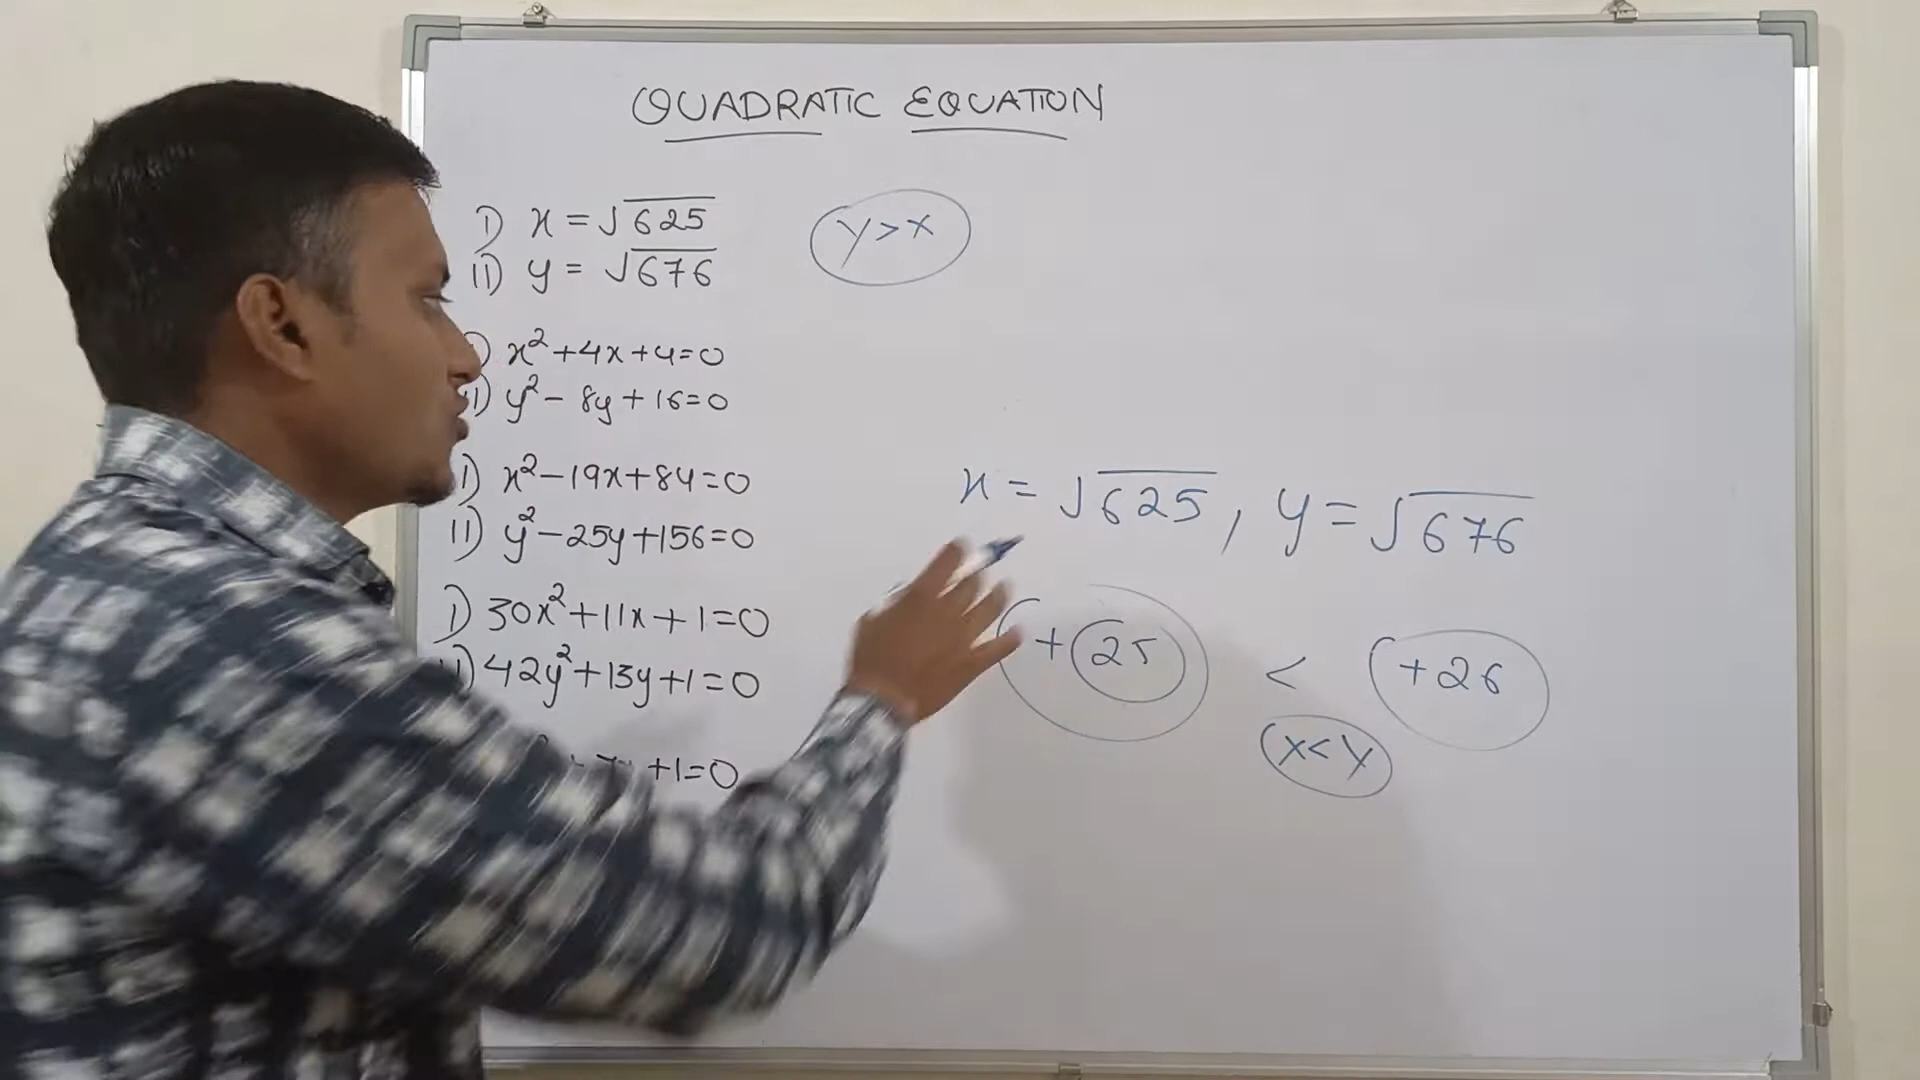 QUADRATIC EQUATION
I) x = √625
II) y = √676
y > x
) x² + 4x + 4 = 0
) y² - 8y + 16 = 0
I) x² - 19x + 84 = 0
II) y² - 25y + 156 = 0
I) 30x² + 11x + 1 = 0
) 42y² + 13y + 1 = 0
+ 1 = 0
x = √625, y = √676
+ 25 < + 26
x < y